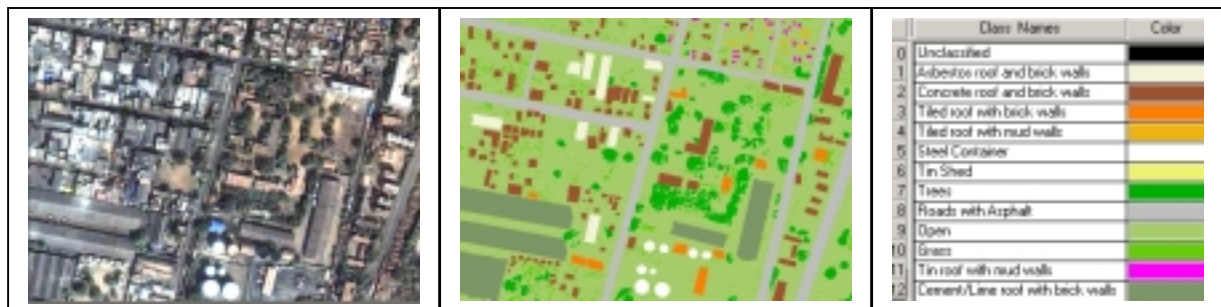 Class Names Color
0 Unclassified
1 Asbestos roof and brick walls
2 Concrete roof and brick walls
3 Tiled roof with brick walls
4 Tiled roof with mud walls
5 Steel Container
6 Tin Shed
7 Trees
8 Roads with Asphalt
9 Open
10 Grass
11 Tin roof with mud walls
12 Cement/Lime roof with brick walls